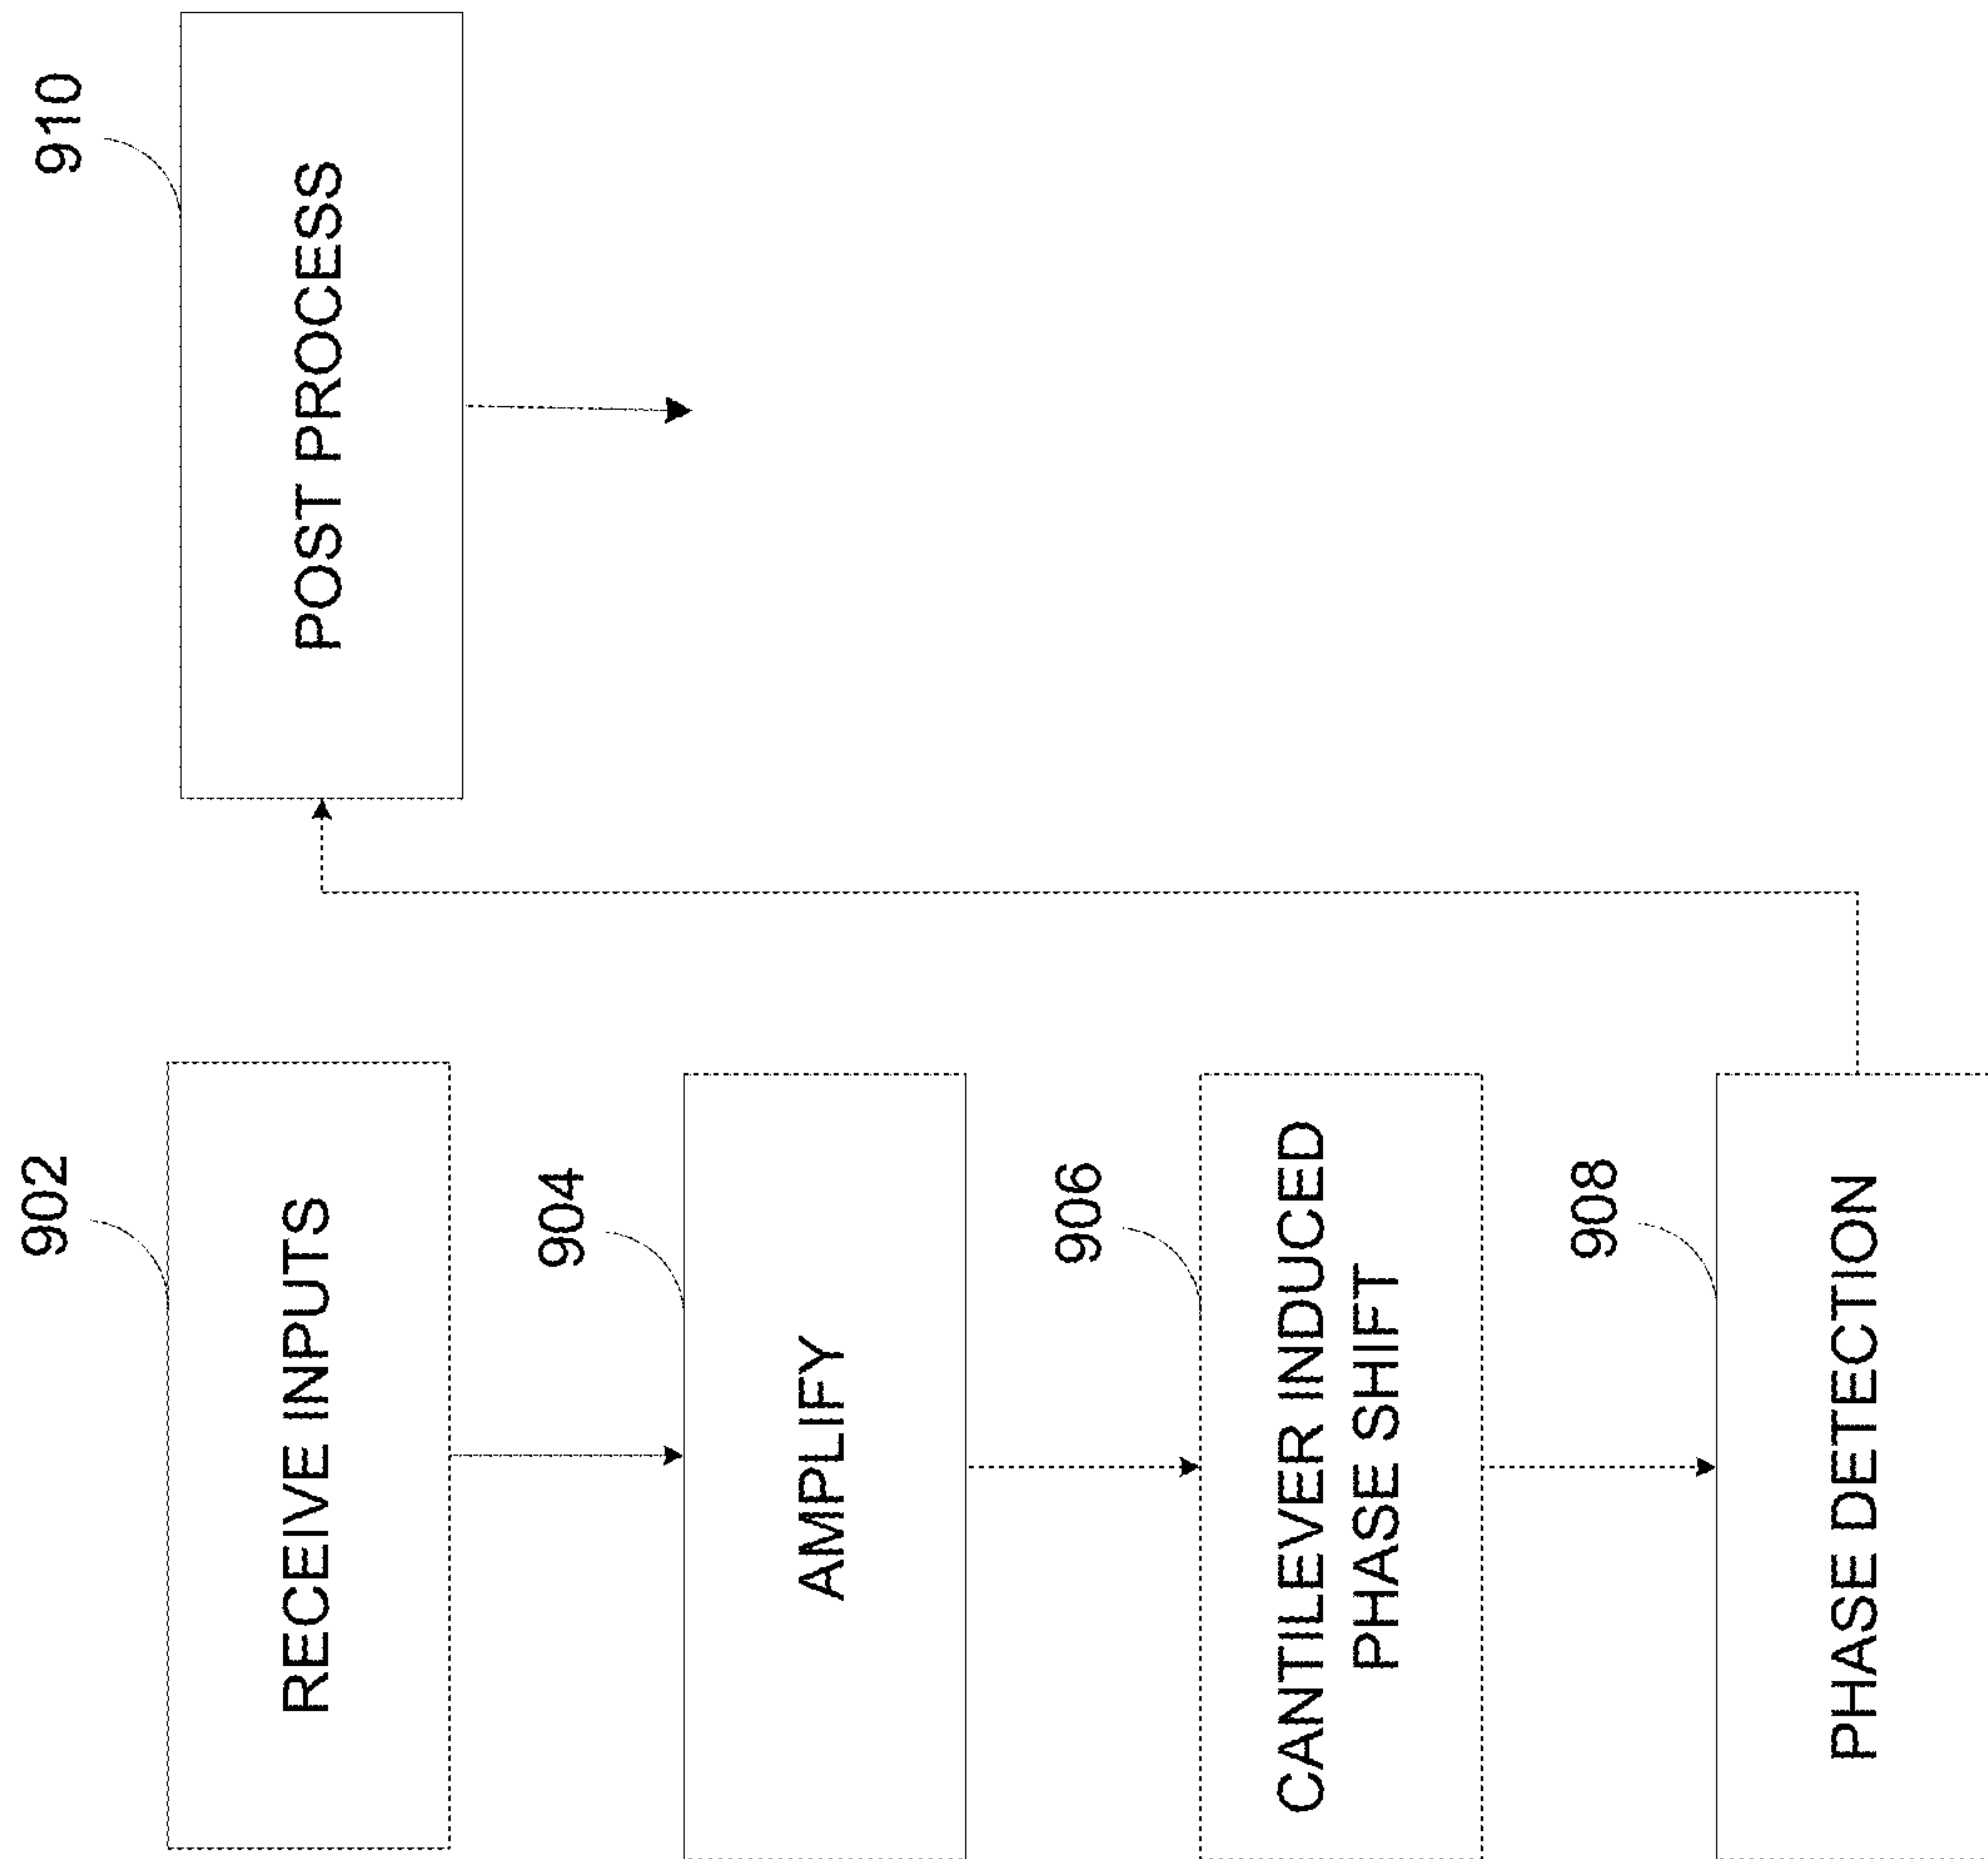 902
RECEIVE INPUTS
904
AMPLIFY
906
CANTILEVER INDUCED
PHASE SHIFT
908
PHASE DETECTION
910
POST PROCESS